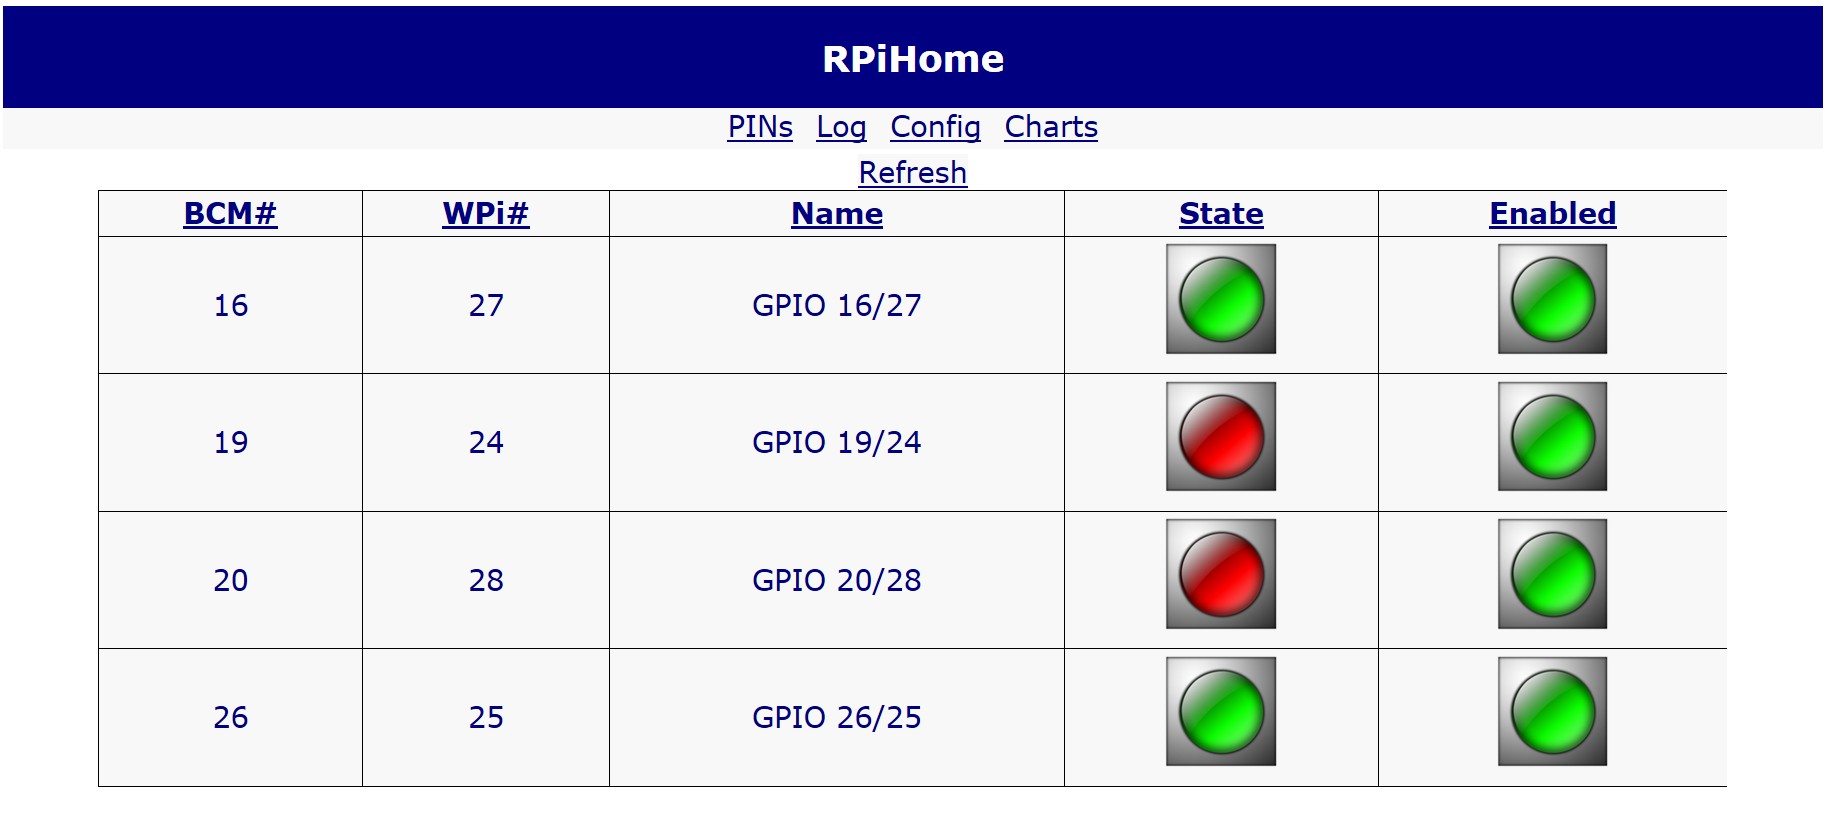 RPiHome
PINs Log Config Charts
Refresh
BCM# WPi# Name State Enabled
16 27 GPIO 16/27
19 24 GPIO 19/24
20 28 GPIO 20/28
26 25 GPIO 26/25